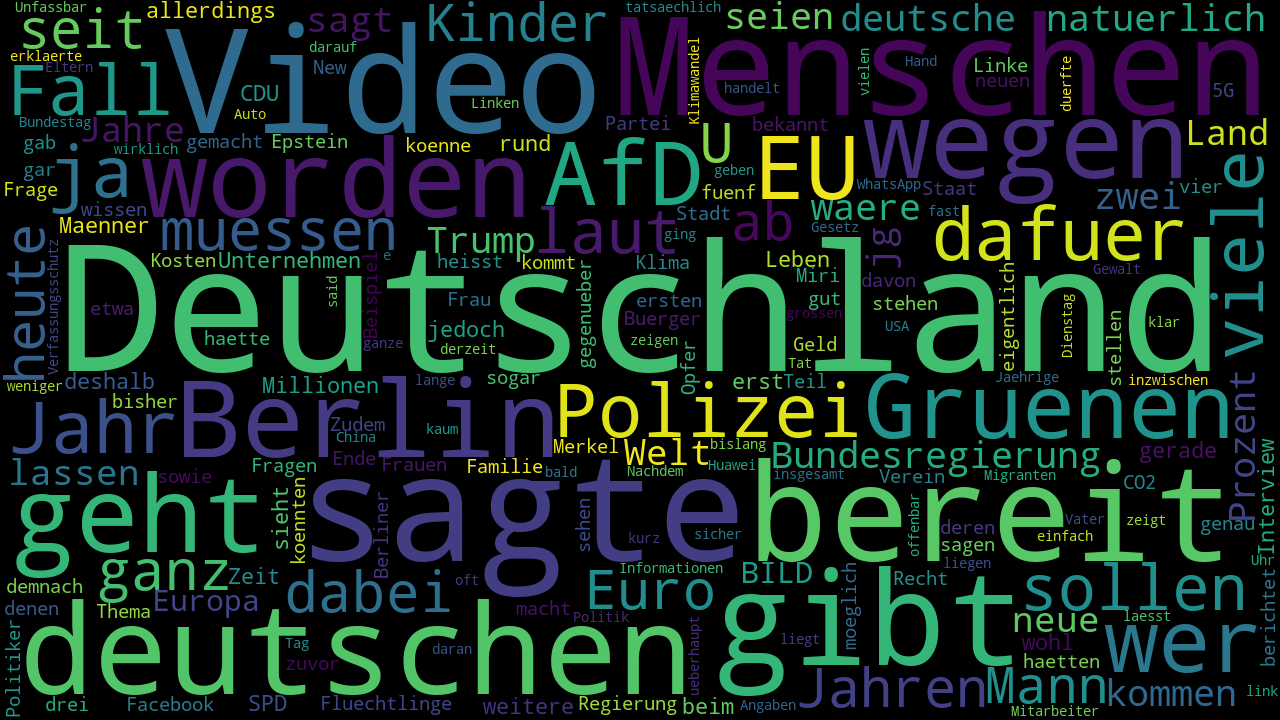 Unfassbar
allerdings
tatsaechlich
seit
sagt
Kinder
seien
deutsche
natuerlich
erklaerte
Eltern
darauf
New
Video
Menschen
Klimawandel
vielen
Hand
Linke
neuen
duerfte
Fall
CDU
Auto
Linken
handelt
5G
Bundestag
Jahre
gemacht
Epstein
Partei
bekannt
wegen
Land
gab
wirklich
koenne
rund
AfD
U
EU
gar
ja
worden
geben
WhatsApp
Staat
zwei
vier
viele
Frage
wissen
fuenf
Maenner
muessen
laut
Stadt
ab
waere
Gesetz
fast
jg
dafuer
heute
Verfassungsschutz
Trump
ging
Kosten
Unternehmen
Beispiel
e
heisst
kommt
gegenueber
Klima
Leben
Miri
davon
eigentlich
Gewalt
said
Deutschland
etwa
Frau
ersten
gut
stehen
Buerger
grossen
USA
Dienstag
klar
haette
ganze
jedoch
derzeit
zeigen
Opfer
Geld
Tat
stellen
weniger
deshalb
Millionen
lange
sogar
erst
Teil
Jaehrige
inzwischen
bisher
Jahr
Berlin
Zudem
China
kaum
Polizei
Gruenen
Prozent
Merkel
Welt
bislang
Bundesregierung
gerade
Interview
lassen
sowie
Fragen
Ende
Frauen
Familie
bald
Nachdem
Huawei
insgesamt
Verein
Migranten
CO2
geht
sieht
koennten
Berliner
sagte
sehen
kurz
sicher
bereit
offenbar
deren
sagen
Vater
einfach
zeigt
genau
demnach
ganz
Zeit
dabei
oft
Informationen
Euro
BILD
moeglich
Recht
liegen
sollen
Uhr
berichtet
denen
Thema
Europa
macht
Politik
gibt
liegt
neue
laesst
wer
Politiker
deutschen
Tag
zuvor
daran
ueberhaupt
wohl
haetten
drei
Facebook
SPD
Fluechtlinge
weitere
Regierung
beim
Angaben
Jahren
Mann
Mitarbeiter
kommen
link